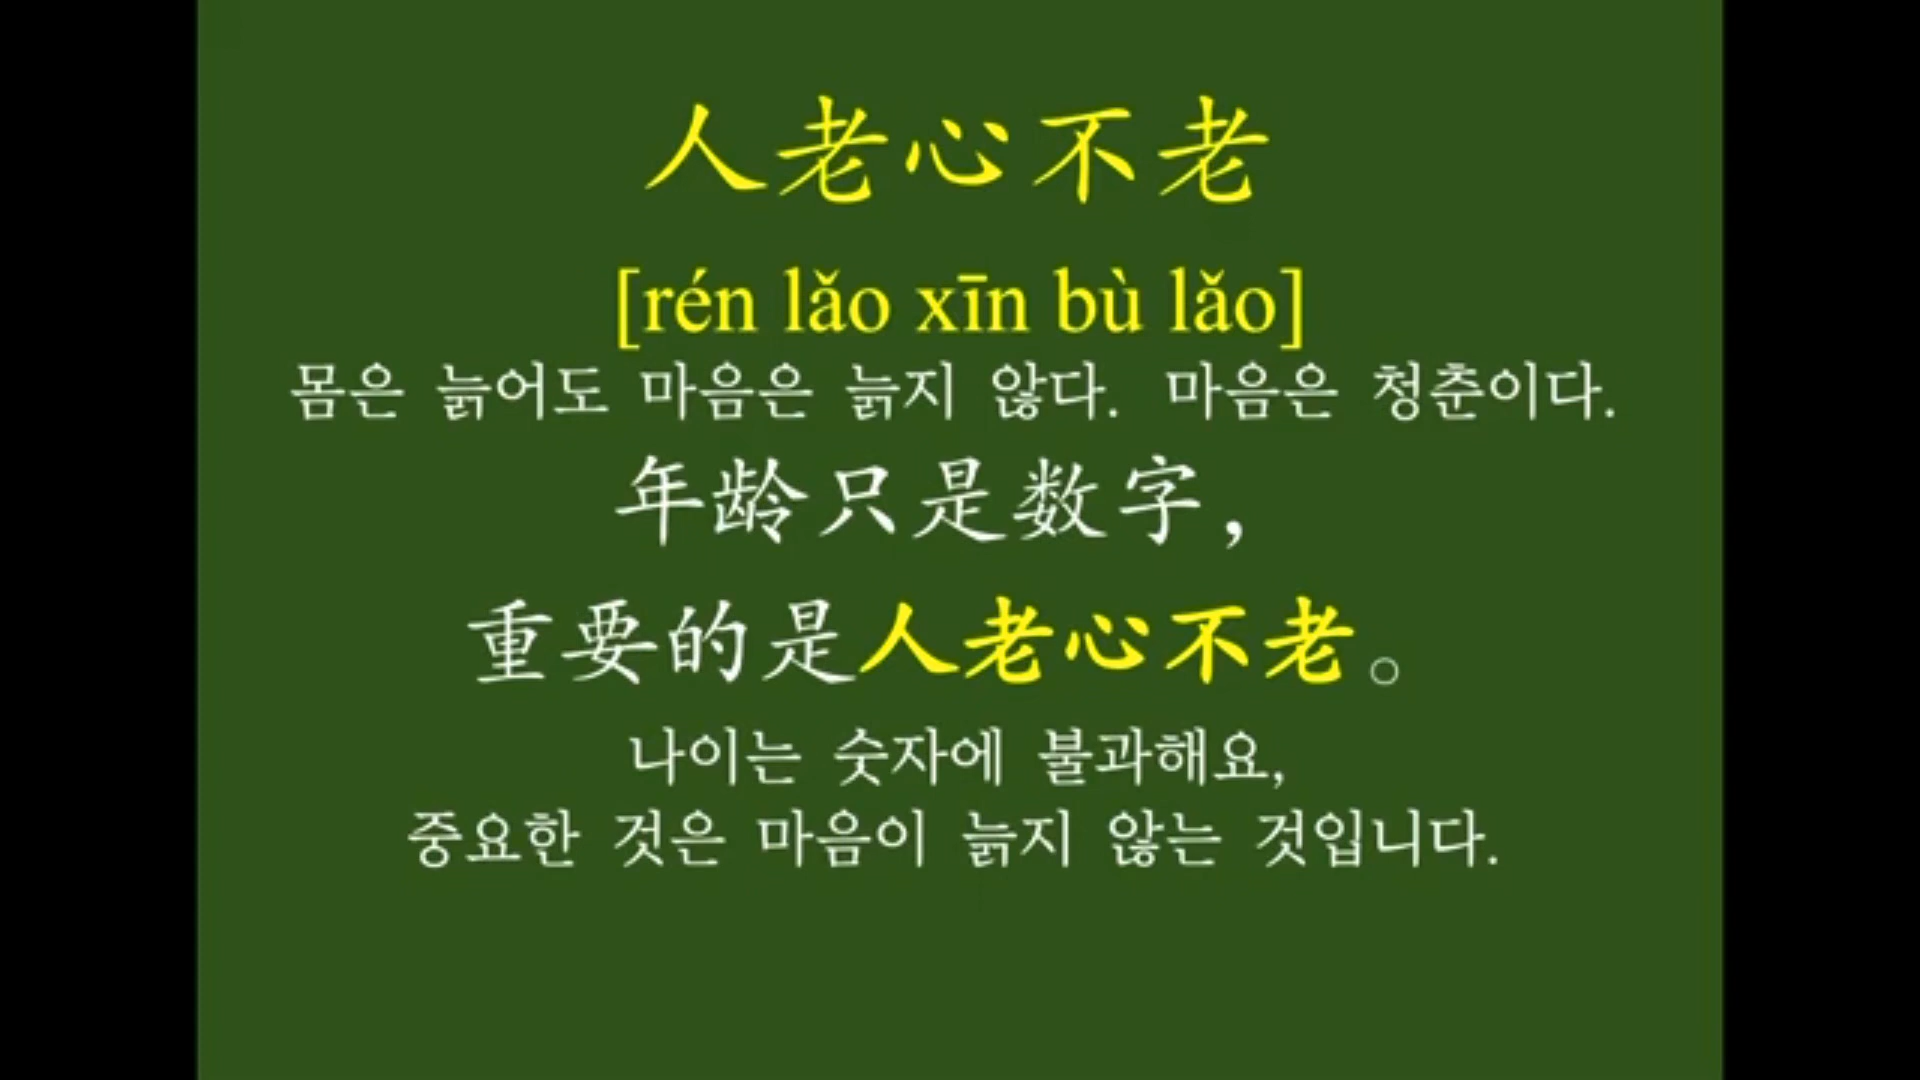 人老心不老
[rén lǎo xīn bù lǎo]
몸은 늙어도 마음은 늙지 않다. 마음은 청춘이다.
年龄只是数字，
重要的是人老心不老。
나이는 숫자에 불과해요,
중요한 것은 마음이 늙지 않는 것입니다.